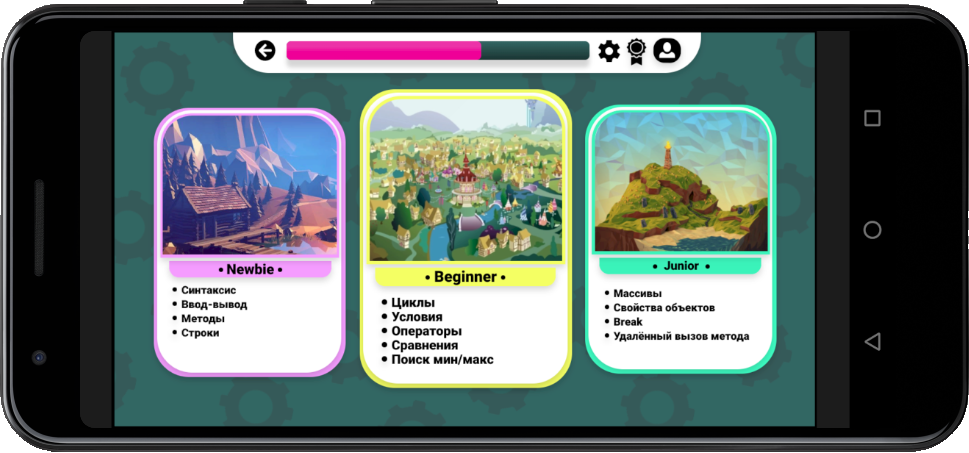 • Newbie •
• Синтаксис
• Ввод-вывод
• Методы
• Строки
• Beginner •
• Циклы
• Условия
• Операторы
• Сравнения
• Поиск мин/макс
• Junior •
• Массивы
• Свойства объектов
• Break
• Удалённый вызов метода